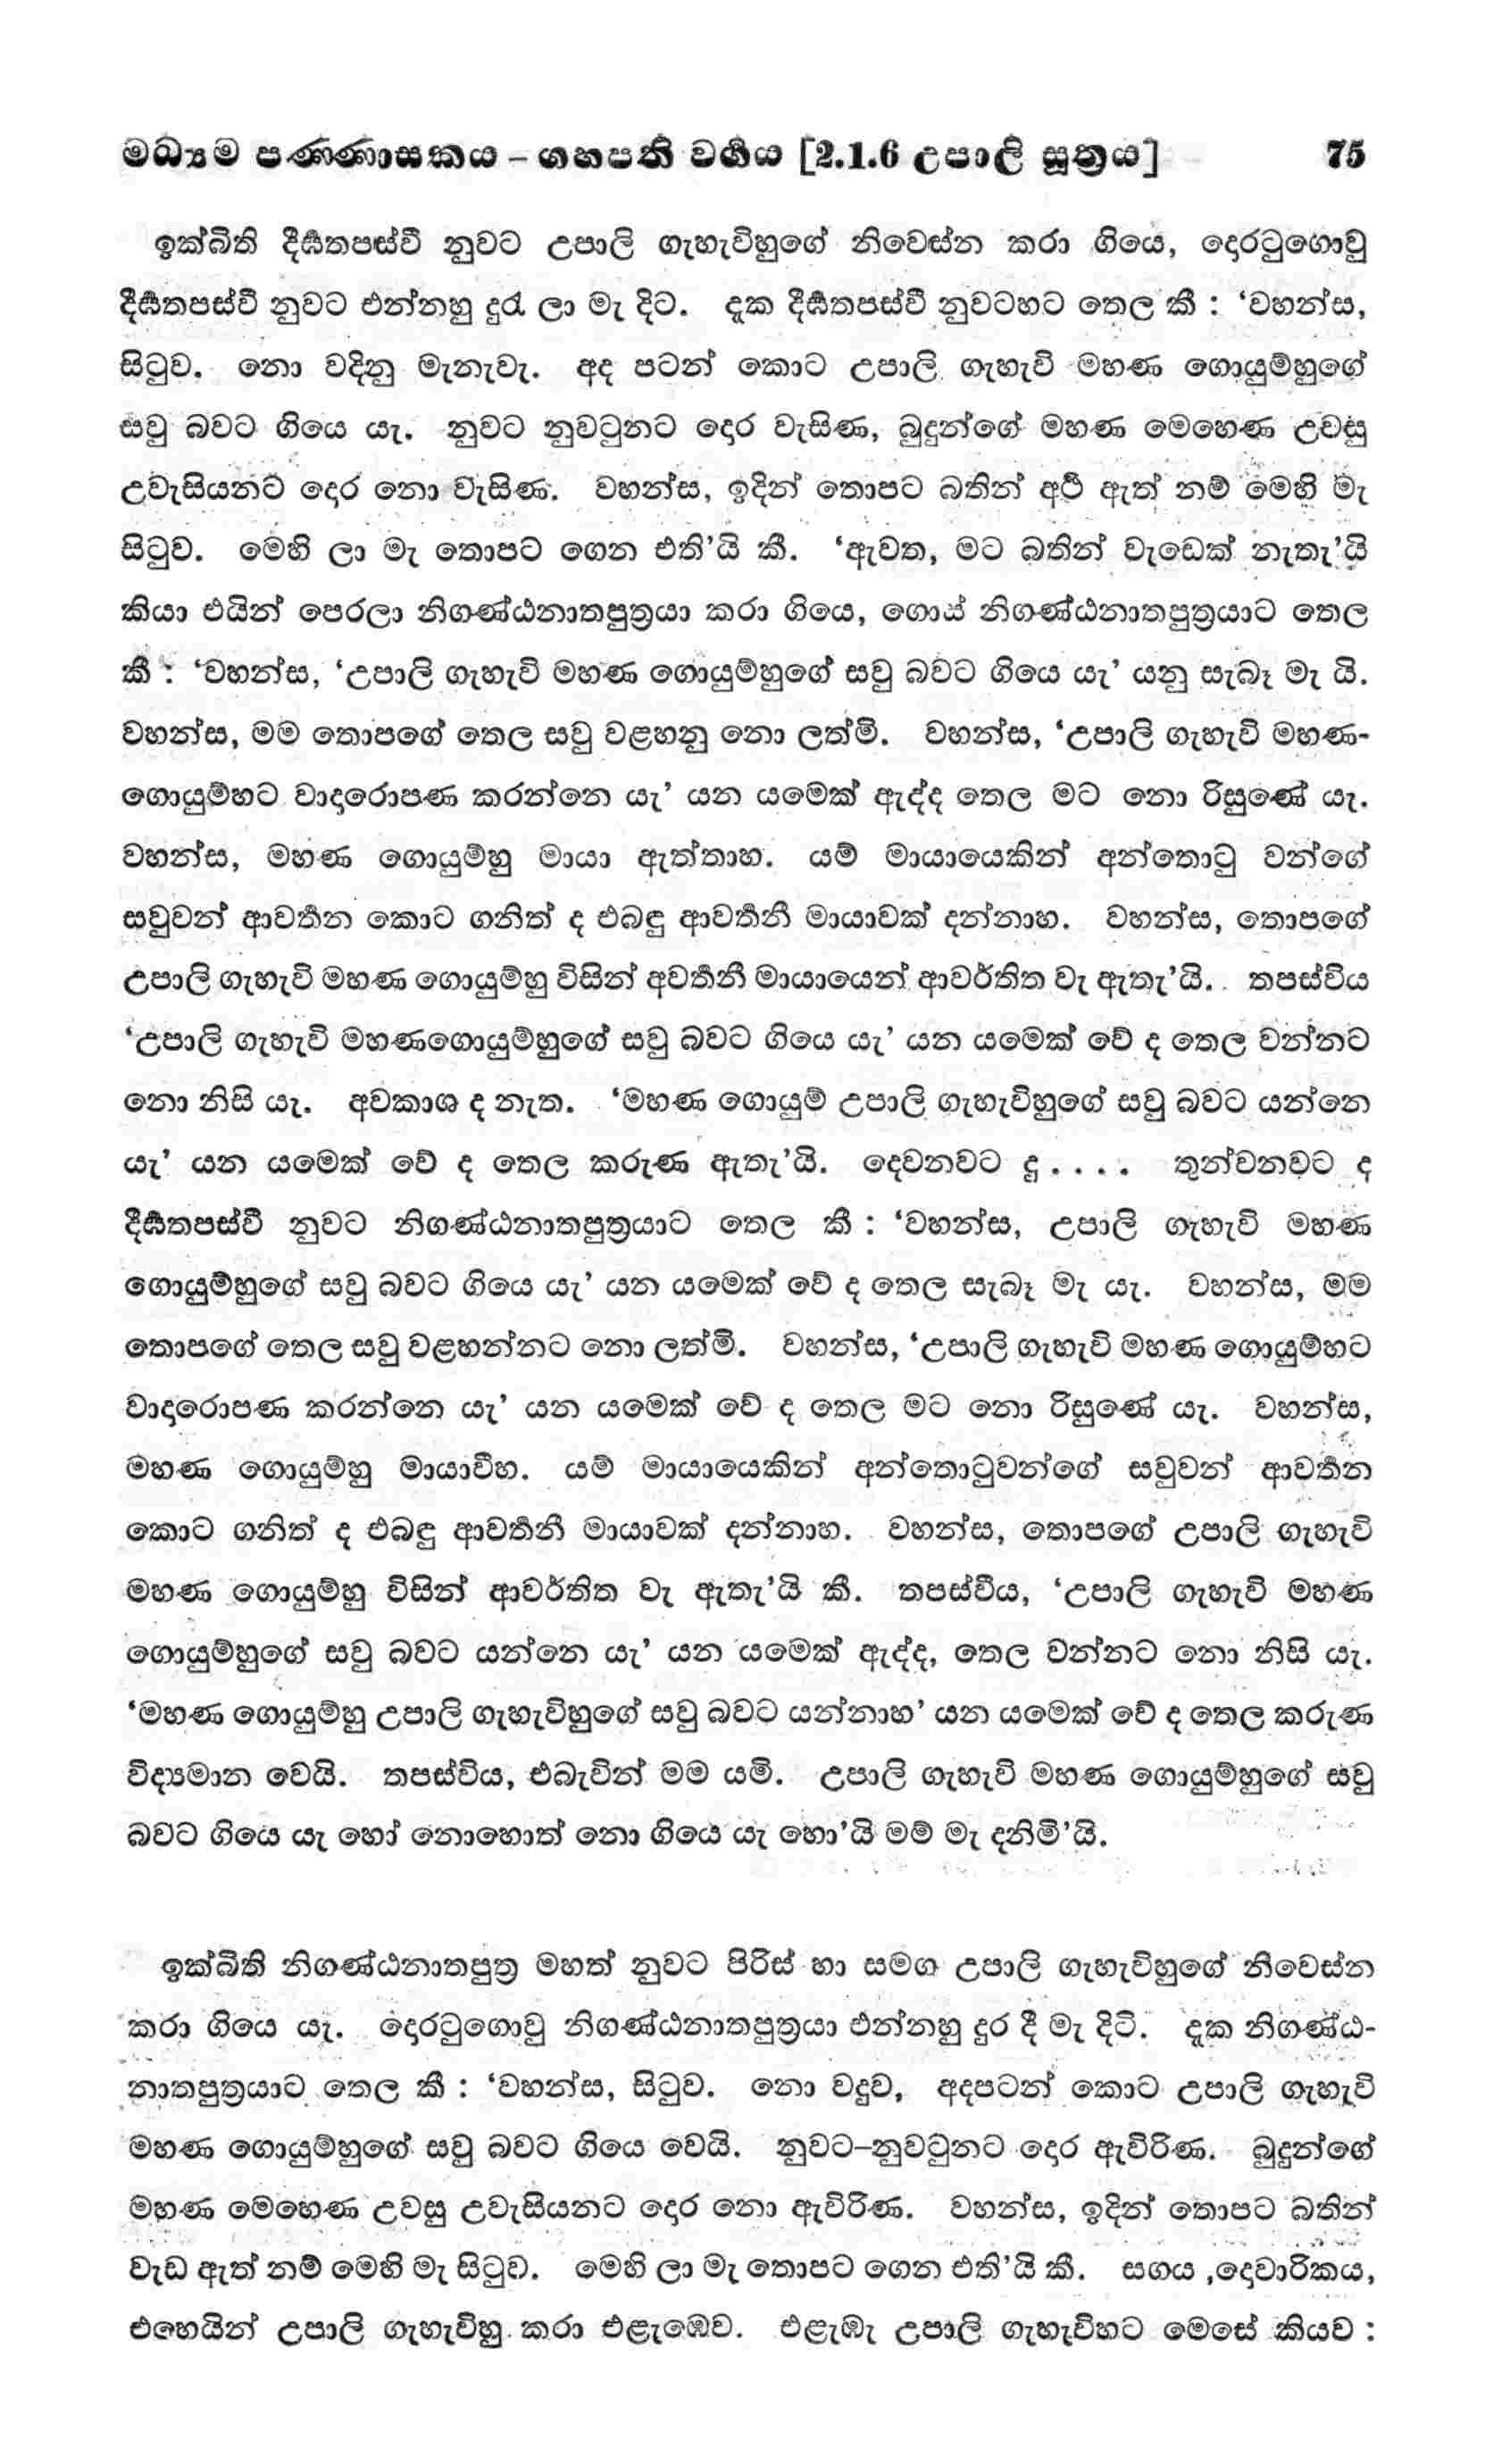 මධ්‍යම පණ්ණාසකය – ගහපති වර්‍ගය [2.1.6 උපාලි සූත්‍රය] 75
ඉක්බිති දීර්‍ඝතපස්වී නුවට උපාලි ගැහැවිහුගේ නිවෙස්න කරා ගියෙ, දොරටුගොවු
දීර්‍ඝතපස්වී නුවට එන්නහු දුරැ ලා මැ දිට. දැක දීර්‍ඝතපස්වී නුවටහට තෙල කී : ‘වහන්ස,
සිටුව. නො වදිනු මැනැවැ. අද පටන් කොට උපාලි ගැහැවි මහණ ගොයුම්හුගේ
සවු බවට ගියෙ යැ. නුවට නුවටුනට දොර වැසිණ, බුදුන්ගේ මහණ මෙහෙණ උවසු
උවැසියනට දොර නො වැසිණ. වහන්ස, ඉදින් තොපට බතින් අර්‍ථ ඇත් නම් මෙහි මැ
සිටුව. මෙහි ලා මැ තොපට ගෙන එති’යි කී. ‘ඇවත, මට බතින් වැඩෙක් නැතැ’යි
කියා එයින් පෙරලා නිගණ්ඨනාතපුත්‍රයා කරා ගියෙ, ගොස් නිගණ්ඨනාතපුත්‍රයාට තෙල
කී : ‘වහන්ස, ‘උපාලි ගැහැවි මහණ ගොයුම්හුගේ සවු බවට ගියෙ යැ’ යනු සැබෑ මැ යි.
වහන්ස, මම තොපගේ තෙල සවු වළහනු නො ලත්මි. වහන්ස, ‘උපාලි ගැහැවි මහණ-
ගොයුම්හට වාදාරොපණ කරන්නෙ යැ’ යන යමෙක් ඇද්ද තෙල මට නො රිසුණේ යැ.
වහන්ස, මහණ ගොයුම්හු මායා ඇත්තාහ. යම් මායායෙකින් අන්තොටු වන්ගේ
සවුවන් ආවර්‍තන කොට ගනිත් ද එබඳු ආවර්‍තනී මායාවක් දන්නාහ. වහන්ස, තොපගේ
උපාලි ගැහැවි මහණ ගොයුම්හු විසින් අවර්‍තනී මායායෙන් ආවර්තිත වැ ඇතැ’යි. තපස්විය
‘උපාලි ගැහැවි මහණගොයුම්හුගේ සවු බවට ගියෙ යැ’ යන යමෙක් වේ ද තෙල වන්නට
නො නිසි යැ. අවකාශ ද නැත. ‘මහණ ගොයුම් උපාලි ගැහැවිහුගේ සවු බවට යන්නෙ
යැ’ යන යමෙක් වේ ද තෙල කරුණ ඇතැ’යි. දෙවනවට දු . . . . තුන්වනවට ද
දීර්‍ඝතපස්වී නුවට නිගණ්ඨනාතපුත්‍රයාට තෙල කී : ‘වහන්ස, උපාලි ගැහැවි මහණ
ගොයුම්හුගේ සවු බවට ගියෙ යැ’ යන යමෙක් වේ ද තෙල සැබෑ මැ යැ. වහන්ස, මම
තොපගේ තෙල සවු වළහන්නට නො ලත්මි. වහන්ස, ‘උපාලි ගැහැවි මහණ ගොයුම්හට
වාදාරොපණ කරන්නෙ යැ’ යන යමෙක් වේ ද තෙල මට නො රිසුණේ යැ. වහන්ස,
මහණ ගොයුම්හු මායාවීහ. යම් මායායෙකින් අන්තොටුවන්ගේ සවුවන් ආවර්‍තන
කොට ගනිත් ද එබඳු ආවර්‍තනී මායාවක් දන්නාහ. වහන්ස, තොපගේ උපාලි ගැහැවි
මහණ ගොයුම්හු විසින් ආවර්තිත වැ ඇතැ’යි කී. තපස්වීය, ‘උපාලි ගැහැවි මහණ
ගොයුම්හුගේ සවු බවට යන්නෙ යැ’ යන යමෙක් ඇද්ද, තෙල වන්නට නො නිසි යැ.
‘මහණ ගොයුම්හු උපාලි ගැහැවිහුගේ සවු බවට යන්නාහ’ යන යමෙක් වේ ද තෙල කරුණ
විද්‍යමාන වෙයි. තපස්විය, එබැවින් මම යමි. උපාලි ගැහැවි මහණ ගොයුම්හුගේ සවු
බවට ගියෙ යැ හෝ නොහොත් නො ගියෙ යැ හො’යි මම් මැ දනිමි’යි.
ඉක්බිති නිගණ්ඨනාතපුත්‍ර මහත් නුවට පිරිස් හා සමග උපාලි ගැහැවිහුගේ නිවෙස්න
කරා ගියෙ යැ. දොරටුගොවු නිගණ්ඨනාතපුත්‍රයා එන්නහු දුර දී මැ දිටි. දැක නිගණ්ඨ-
නාතපුත්‍රයාට තෙල කී : ‘වහන්ස, සිටුව. නො වදුව, අදපටන් කොට උපාලි ගැහැවි
මහණ ගොයුම්හුගේ සවු බවට ගියෙ වෙයි. නුවට–නුවටුනට දොර ඇවිරිණ. බුදුන්ගේ
මහණ මෙහෙණ උවසු උවැසියනට දොර නො ඇවිරිණ. වහන්ස, ඉදින් තොපට බතින්
වැඩ ඇත් නම් මෙහි මැ සිටුව. මෙහි ලා මැ තොපට ගෙන එති’යි කී. සගය ,දොවාරිකය,
එහෙයින් උපාලි ගැහැවිහු කරා එළැඹෙව. එළැඹැ උපාලි ගැහැවිහට මෙසේ කියව :